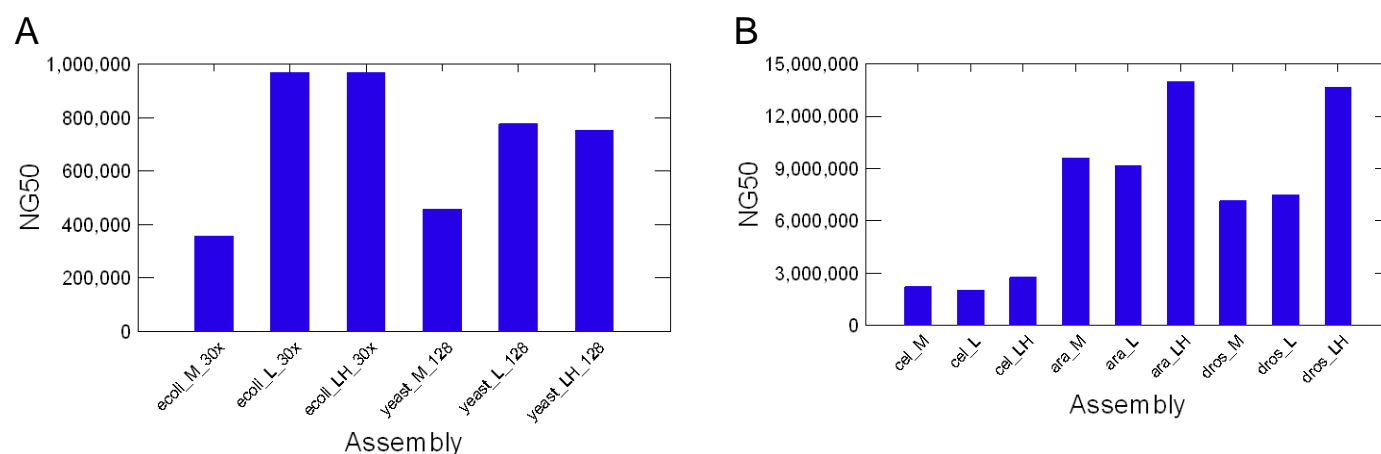 A
1,000,000
800,000
600,000
400,000
200,000
0
NG50
ecoli_M_30x
ecoli_L_30x
ecoli_LH_30x
yeast_M_128
yeast_L_128
yeast_LH_128
Assembly
B
15,000,000
12,000,000
9,000,000
6,000,000
3,000,000
0
NG50
cel_M
cel_L
cel_LH
ara_M
ara_L
ara_LH
dros_M
dros_L
dros_LH
Assembly